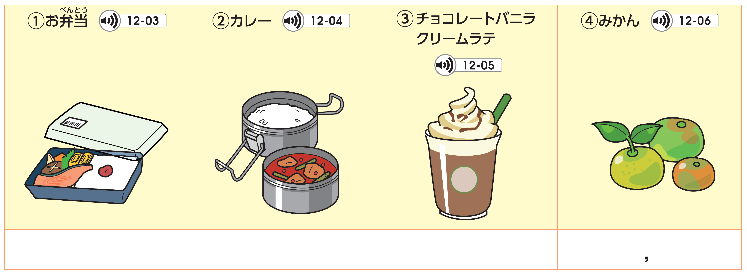 ①お弁当 12-03
べんとう
②カレー 12-04
③チョコレートバニラ
クリームラテ
12-05
④みかん 12-06
,